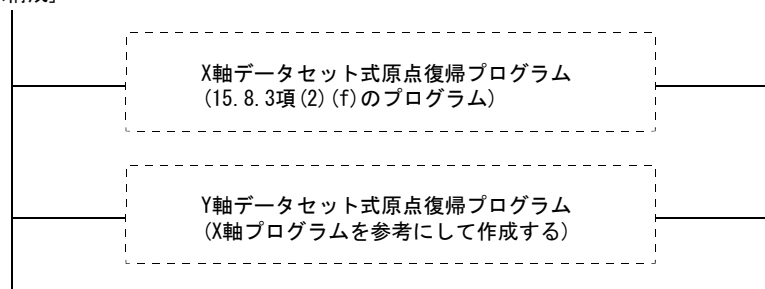 X軸データセット式原点復帰プログラム
(15.8.3項(2)(f)のプログラム)
Y軸データセット式原点復帰プログラム
(X軸プログラムを参考にして作成する)